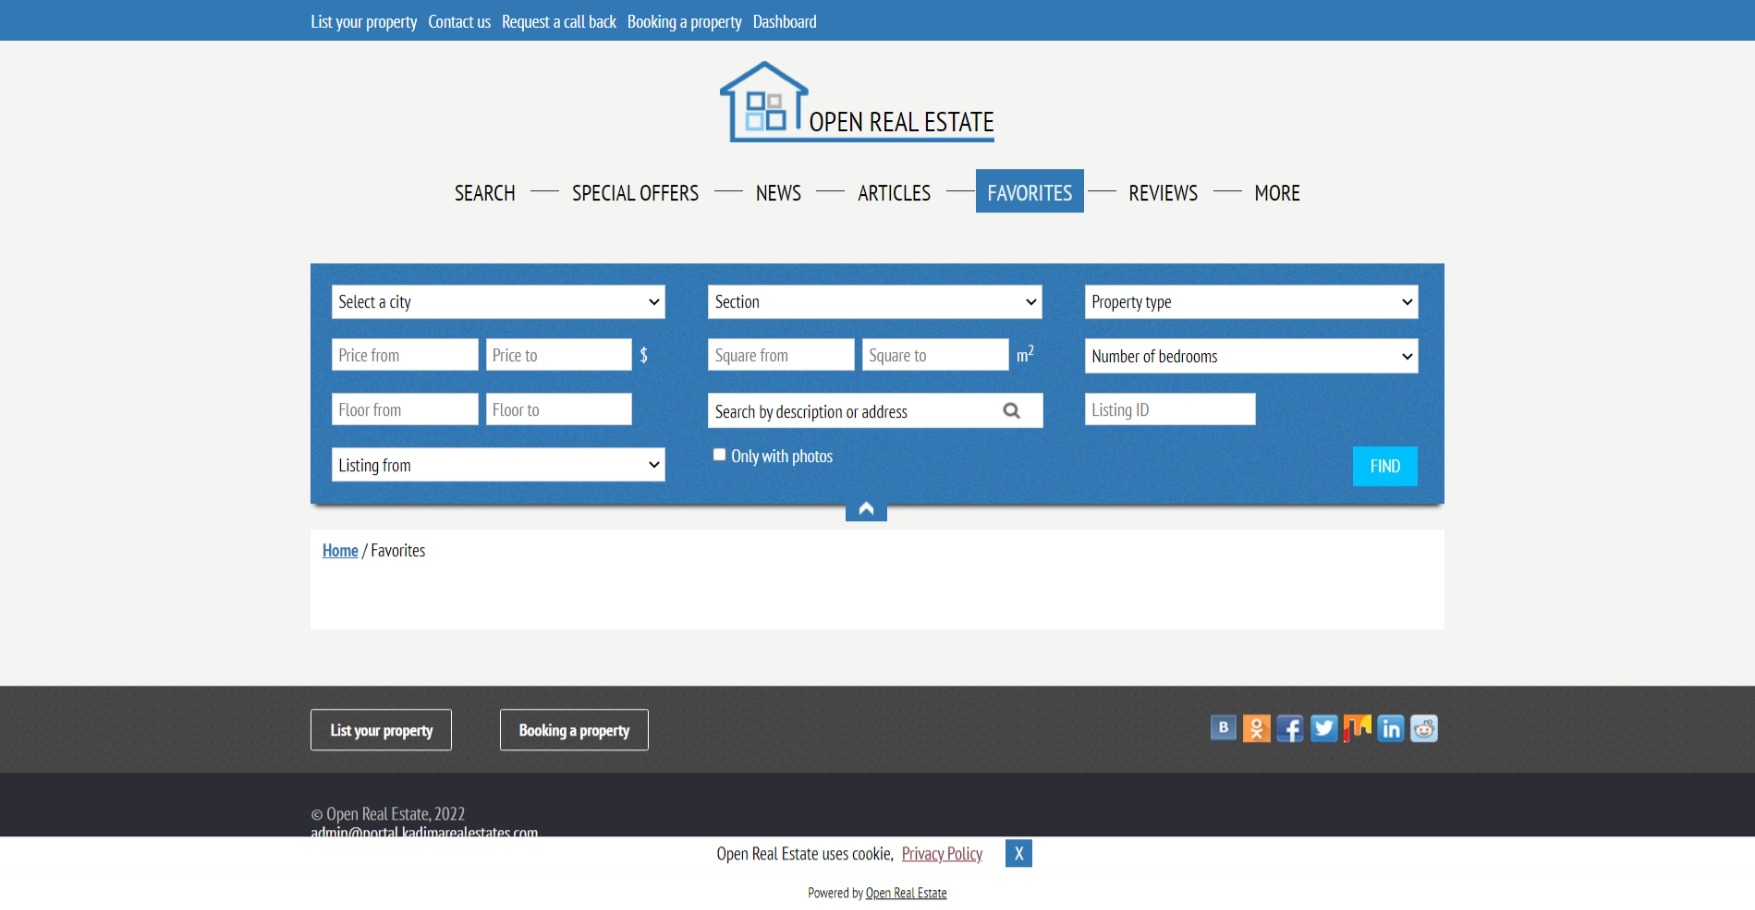 List your property Contact us Request a call back Booking a property Dashboard
OPEN REAL ESTATE
SEARCH SPECIAL OFFERS NEWS ARTICLES FAVORITES REVIEWS MORE
Select a city Section Property type
Price from Price to $ Square from Square to m² Number of bedrooms
Floor from Floor to Search by description or address Listing ID
Listing from Only with photos FIND
Home / Favorites
List your property Booking a property
© Open Real Estate, 2022
admin@portal.kadimarealestates.com
Open Real Estate uses cookie, Privacy Policy X
Powered by Open Real Estate